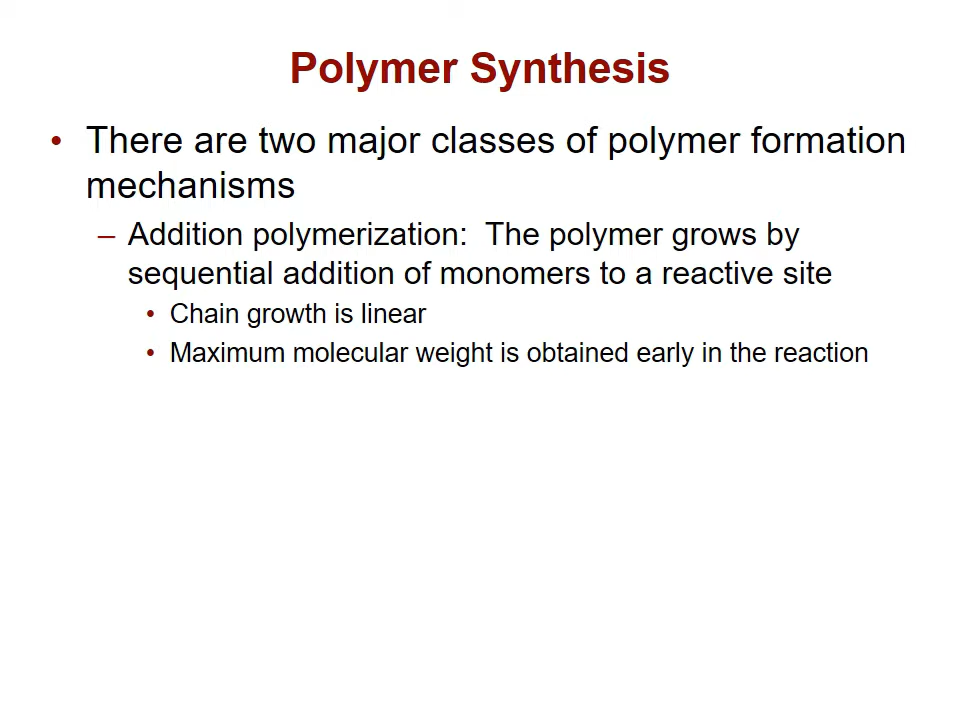 Polymer Synthesis
• There are two major classes of polymer formation
mechanisms
– Addition polymerization:  The polymer grows by
sequential addition of monomers to a reactive site
• Chain growth is linear
• Maximum molecular weight is obtained early in the reaction